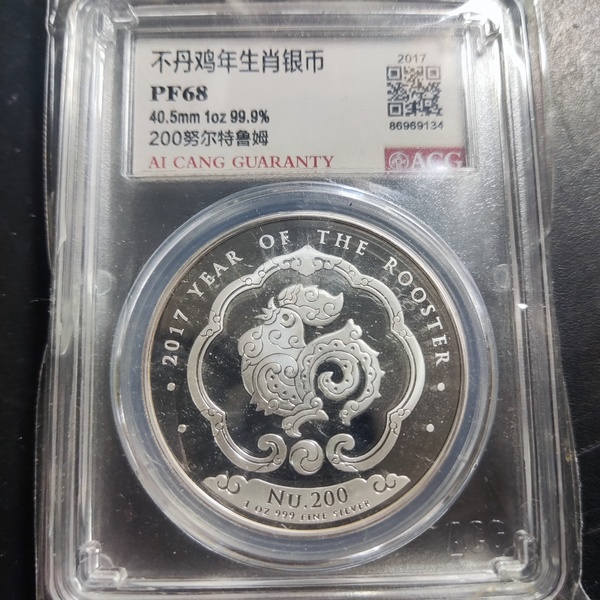 不丹鸡年生肖银币
2017
PF68
40.5mm 1oz 99.9%
86969134
200努尔特鲁姆
AI CANG GUARANTY
ACG
2017 YEAR OF THE ROOSTER
NU.200
1 OZ 999 FINE SILVER